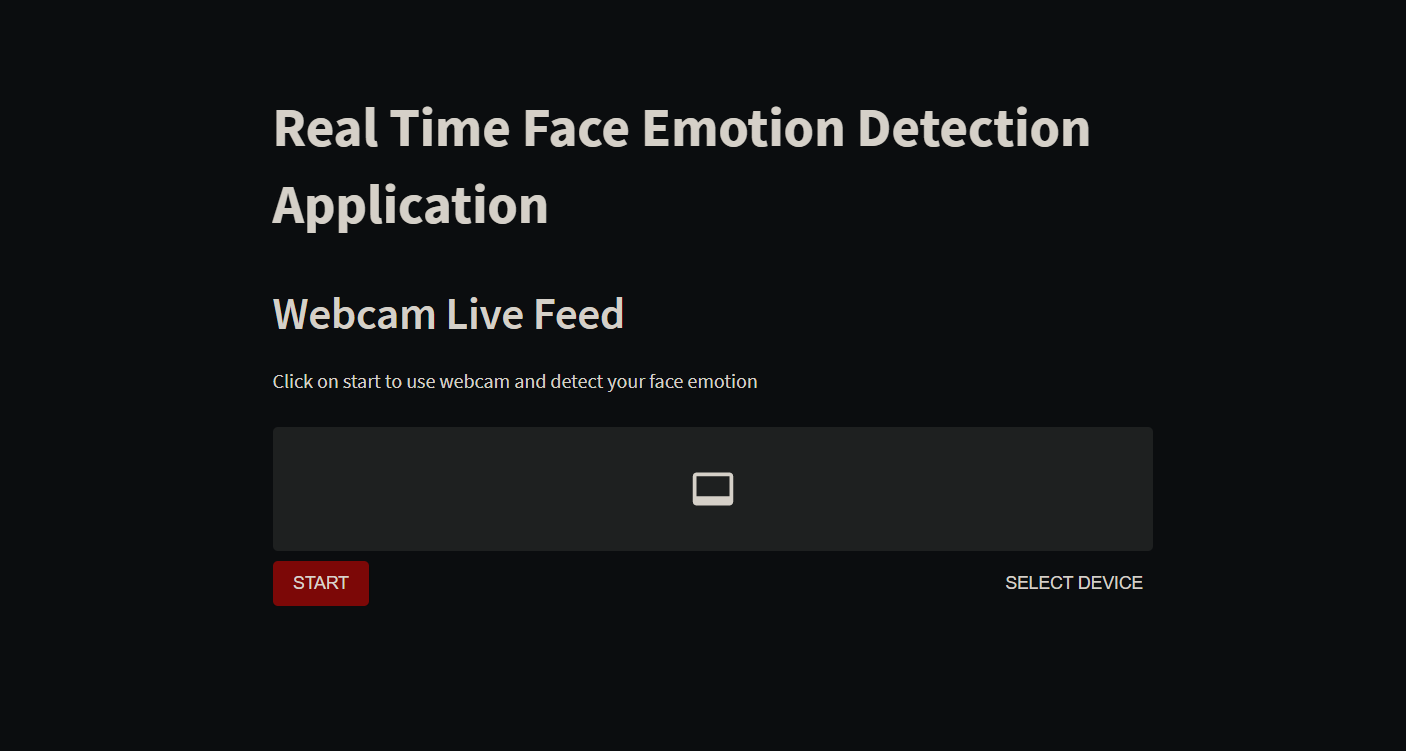 Real Time Face Emotion Detection
Application
Webcam Live Feed
Click on start to use webcam and detect your face emotion
START
SELECT DEVICE